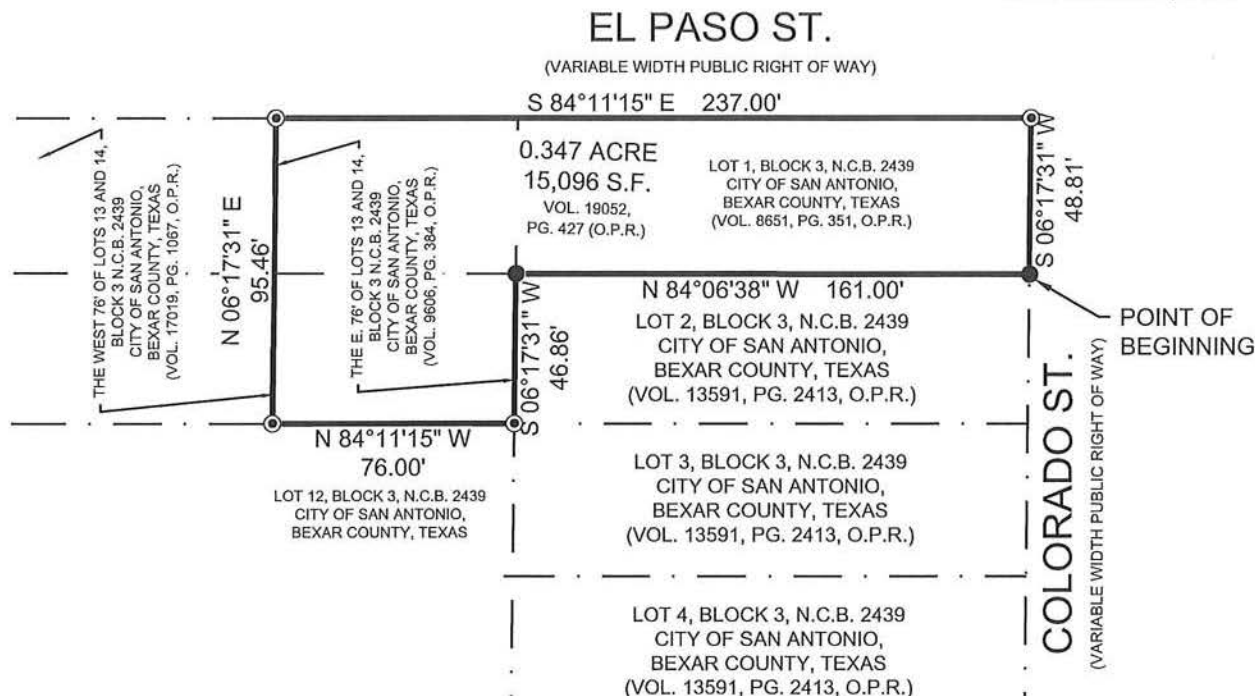 EL PASO ST.
(VARIABLE WIDTH PUBLIC RIGHT OF WAY)
S 84°11'15" E 237.00'
THE WEST 76' OF LOTS 13 AND 14,
BLOCK 3 N.C.B. 2439
CITY OF SAN ANTONIO,
BEXAR COUNTY, TEXAS
(VOL. 17019, PG. 1067, O.P.R.)
N 06°17'31" E
95.46'
THE E. 76' OF LOTS 13 AND 14,
BLOCK 3 N.C.B. 2439
CITY OF SAN ANTONIO,
BEXAR COUNTY, TEXAS
(VOL. 9606, PG. 384, O.P.R.)
0.347 ACRE
15,096 S.F.
VOL. 19052,
PG. 427 (O.P.R.)
LOT 1, BLOCK 3, N.C.B. 2439
CITY OF SAN ANTONIO,
BEXAR COUNTY, TEXAS
(VOL. 8651, PG. 351, O.P.R.)
S 06°17'31" W
48.81'
N 84°06'38" W 161.00'
POINT OF
BEGINNING
S 06°17'31" W
46.86'
LOT 2, BLOCK 3, N.C.B. 2439
CITY OF SAN ANTONIO,
BEXAR COUNTY, TEXAS
(VOL. 13591, PG. 2413, O.P.R.)
N 84°11'15" W
76.00'
LOT 12, BLOCK 3, N.C.B. 2439
CITY OF SAN ANTONIO,
BEXAR COUNTY, TEXAS
LOT 3, BLOCK 3, N.C.B. 2439
CITY OF SAN ANTONIO,
BEXAR COUNTY, TEXAS
(VOL. 13591, PG. 2413, O.P.R.)
COLORADO ST.
(VARIABLE WIDTH PUBLIC RIGHT OF WAY)
LOT 4, BLOCK 3, N.C.B. 2439
CITY OF SAN ANTONIO,
BEXAR COUNTY, TEXAS
(VOL. 13591, PG. 2413, O.P.R.)